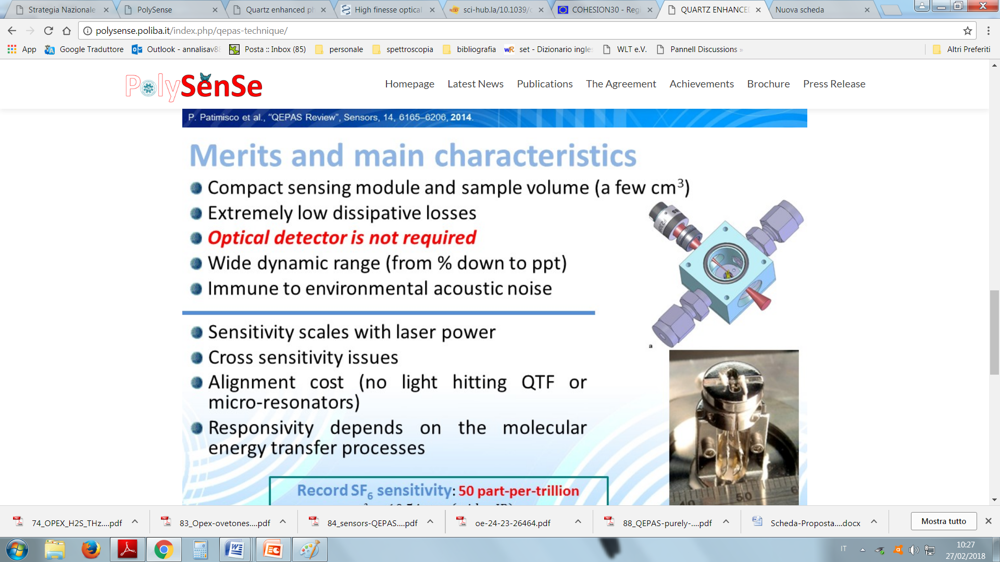 Strategia Nazionale
PolySense
Quartz enhanced ph
High finesse optical
sci-hub.la/10.1039/c
COHESION30 - Reg
QUARTZ ENHANCE
Nuova scheda
polysense.poliba.it/index.php/qepas-technique/
App
Google Traduttore
Outlook - annalisav88
Posta :: Inbox (85)
personale
spettroscopia
bibliografia
set - Dizionario ingle
WLT e.V.
Pannell Discussions
»
Altri Preferiti
PolySenSe
Homepage
Latest News
Publications
The Agreement
Achievements
Brochure
Press Release
P. Patimisco et al., “QEPAS Review”, Sensors, 14, 6165–6206, 2014.
Merits and main characteristics
Compact sensing module and sample volume (a few cm³)
Extremely low dissipative losses
Optical detector is not required
Wide dynamic range (from % down to ppt)
Immune to environmental acoustic noise
Sensitivity scales with laser power
Cross sensitivity issues
Alignment cost (no light hitting QTF or
micro-resonators)
Responsivity depends on the molecular
energy transfer processes
a
Record SF₆ sensitivity: 50 part-per-trillion
50
74_OPEX_H2S_THz....pdf
83_Opex-ovetones....pdf
84_sensors-QEPAS....pdf
oe-24-23-26464.pdf
88_QEPAS-purely-....pdf
Scheda-Proposta....docx
Mostra tutto
IT
10:27
27/02/2018